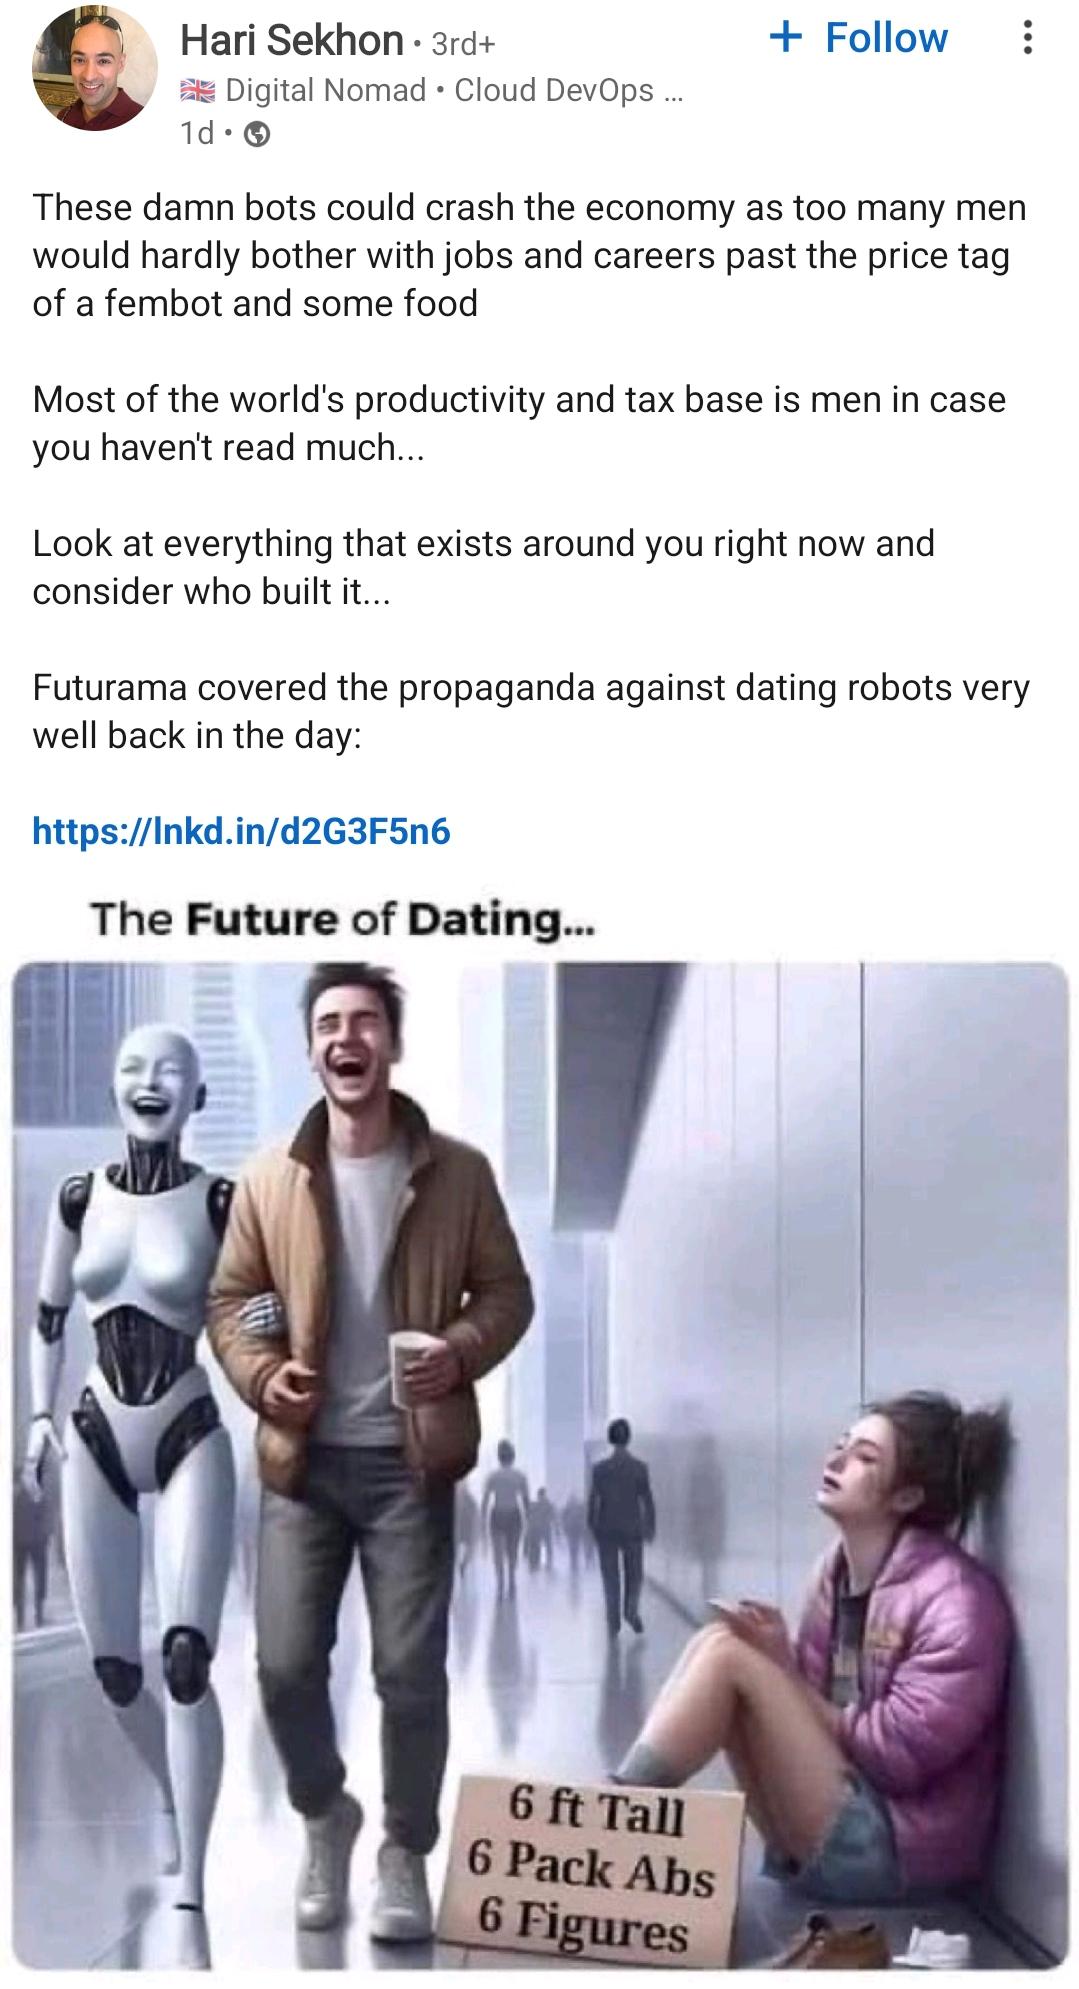 Hari Sekhon • 3rd+
+ Follow
🇬🇧 Digital Nomad • Cloud DevOps ...
1d •
These damn bots could crash the economy as too many men
would hardly bother with jobs and careers past the price tag
of a fembot and some food
Most of the world's productivity and tax base is men in case
you haven't read much...
Look at everything that exists around you right now and
consider who built it...
Futurama covered the propaganda against dating robots very
well back in the day:
https://lnkd.in/d2G3F5n6
The Future of Dating...
6 ft Tall
6 Pack Abs
6 Figures